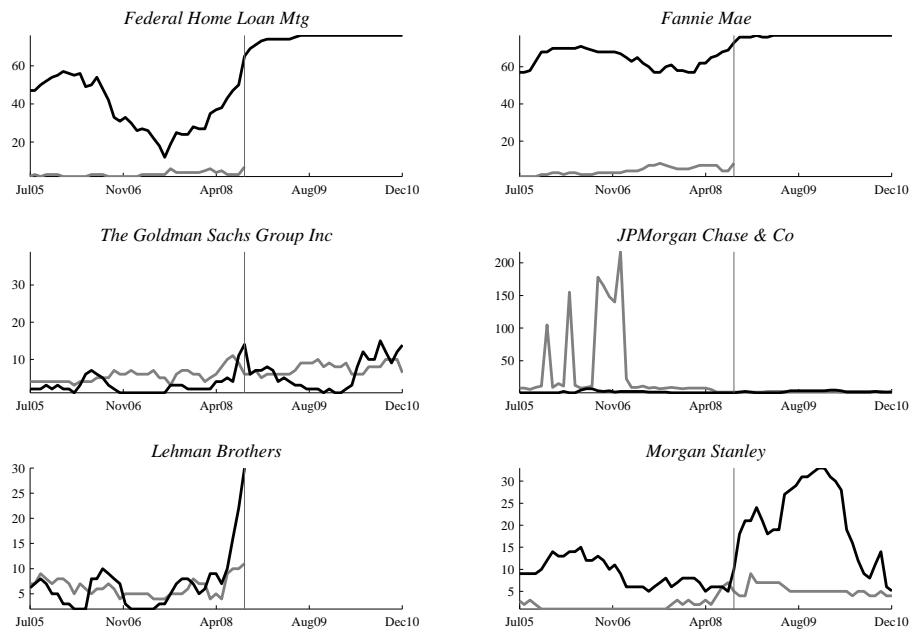 Federal Home Loan Mtg
60
40
20
Jul05 Nov06 Apr08 Aug09 Dec10
Fannie Mae
60
40
20
Jul05 Nov06 Apr08 Aug09 Dec10
The Goldman Sachs Group Inc
30
20
10
Jul05 Nov06 Apr08 Aug09 Dec10
JPMorgan Chase & Co
200
150
100
50
Jul05 Nov06 Apr08 Aug09 Dec10
Lehman Brothers
30
25
20
15
10
5
Jul05 Nov06 Apr08 Aug09 Dec10
Morgan Stanley
30
25
20
15
10
5
Jul05 Nov06 Apr08 Aug09 Dec10